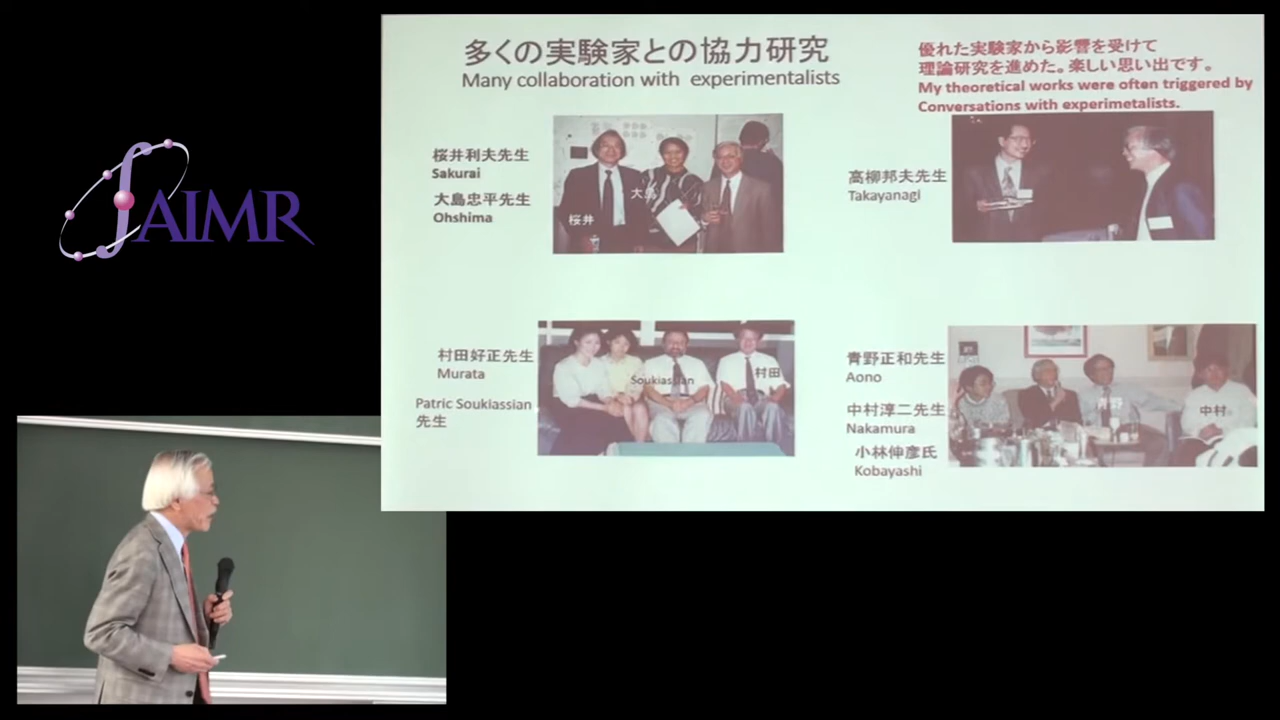 AIMR
多くの実験家との協力研究
Many collaboration with experimentalists
優れた実験家から影響を受けて
理論研究を進めた。楽しい思い出です。
My theoretical works were often triggered by
Conversations with experimetalists.
桜井利夫先生
Sakurai
大島忠平先生
Ohshima
桜井
大島
高柳邦夫先生
Takayanagi
村田好正先生
Murata
Patric Soukiassian
先生
Soukiassian
村田
青野正和先生
Aono
中村淳二先生
Nakamura
小林伸彦氏
Kobayashi
青野
中村